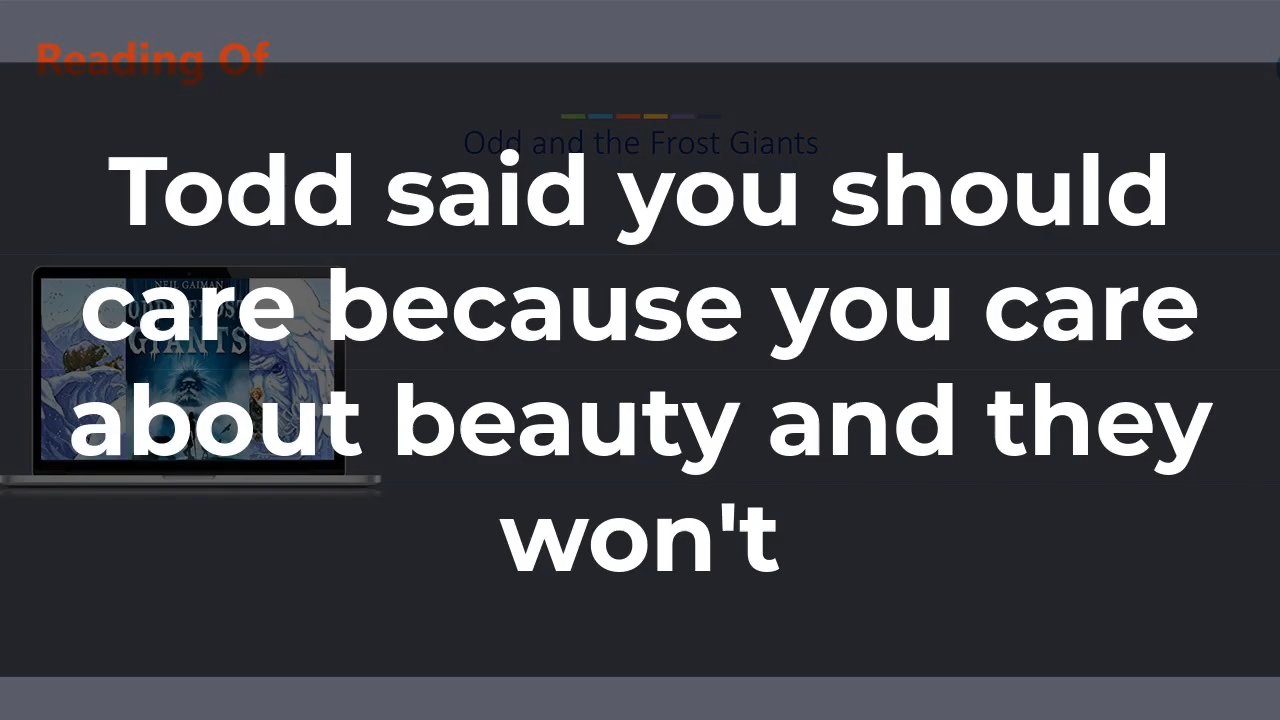 Reading Of
Odd and the Frost Giants
Todd said you should
care because you care
about beauty and they
won't
NEIL GAIMAN
GIANTS